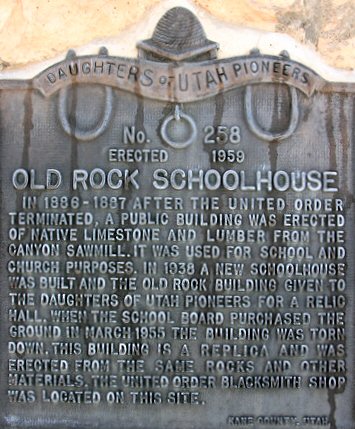 DAUGHTERS OF UTAH PIONEERS
No. 258
ERECTED 1959
OLD ROCK SCHOOLHOUSE
IN 1886-1887 AFTER THE UNITED ORDER
TERMINATED, A PUBLIC BUILDING WAS ERECTED
OF NATIVE LIMESTONE AND LUMBER FROM THE
CANYON SAWMILL. IT WAS USED FOR SCHOOL AND
CHURCH PURPOSES. IN 1938 A NEW SCHOOLHOUSE
WAS BUILT AND THE OLD ROCK BUILDING GIVEN TO
THE DAUGHTERS OF UTAH PIONEERS FOR A RELIC
HALL. WHEN THE SCHOOL BOARD PURCHASED THE
GROUND IN MARCH 1955 THE BUILDING WAS TORN
DOWN. THIS BUILDING IS A REPLICA AND WAS
ERECTED FROM THE SAME ROCKS AND OTHER
MATERIALS. THE UNITED ORDER BLACKSMITH SHOP
WAS LOCATED ON THIS SITE.
KANE COUNTY, UTAH